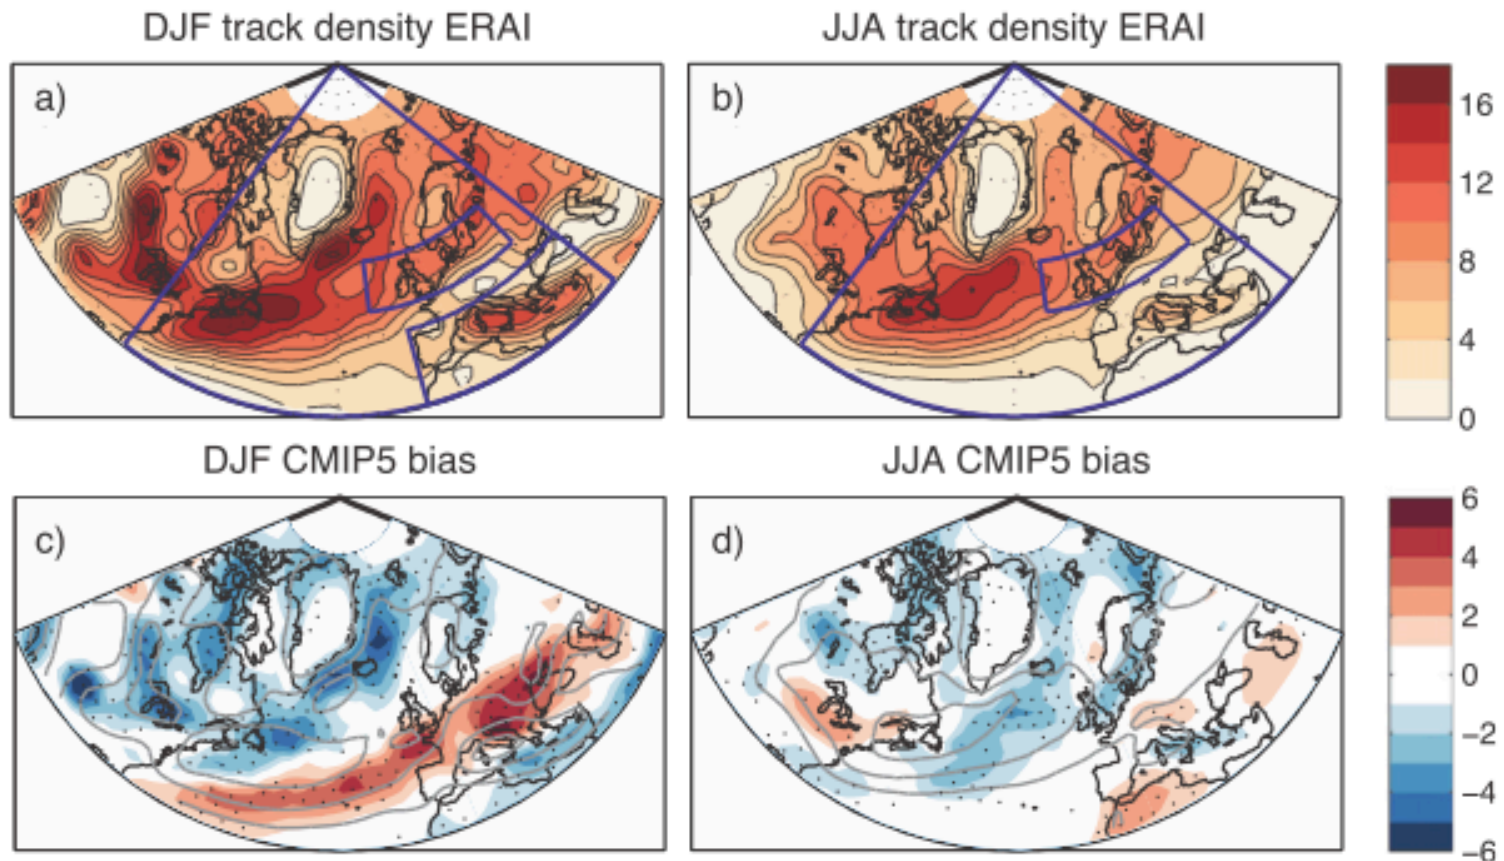 DJF track density ERAI
JJA track density ERAI
a)
b)
16
12
8
4
0
DJF CMIP5 bias
JJA CMIP5 bias
c)
d)
6
4
2
0
−2
−4
−6